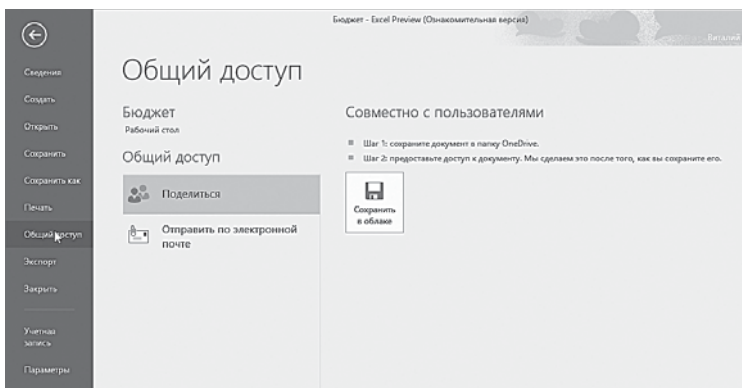 Бюджет - Excel Preview (Ознакомительная версия)
Виталий
Сведения
Создать
Открыть
Сохранить
Сохранить как
Печать
Общий доступ
Экспорт
Закрыть
Учетная
запись
Параметры
Общий доступ
Бюджет
Рабочий стол
Общий доступ
Поделиться
Отправить по электронной
почте
Совместно с пользователями
Шаг 1: сохраните документ в папку OneDrive.
Шаг 2: предоставьте доступ к документу. Мы сделаем это после того, как вы сохраните его.
Сохранить
в облаке